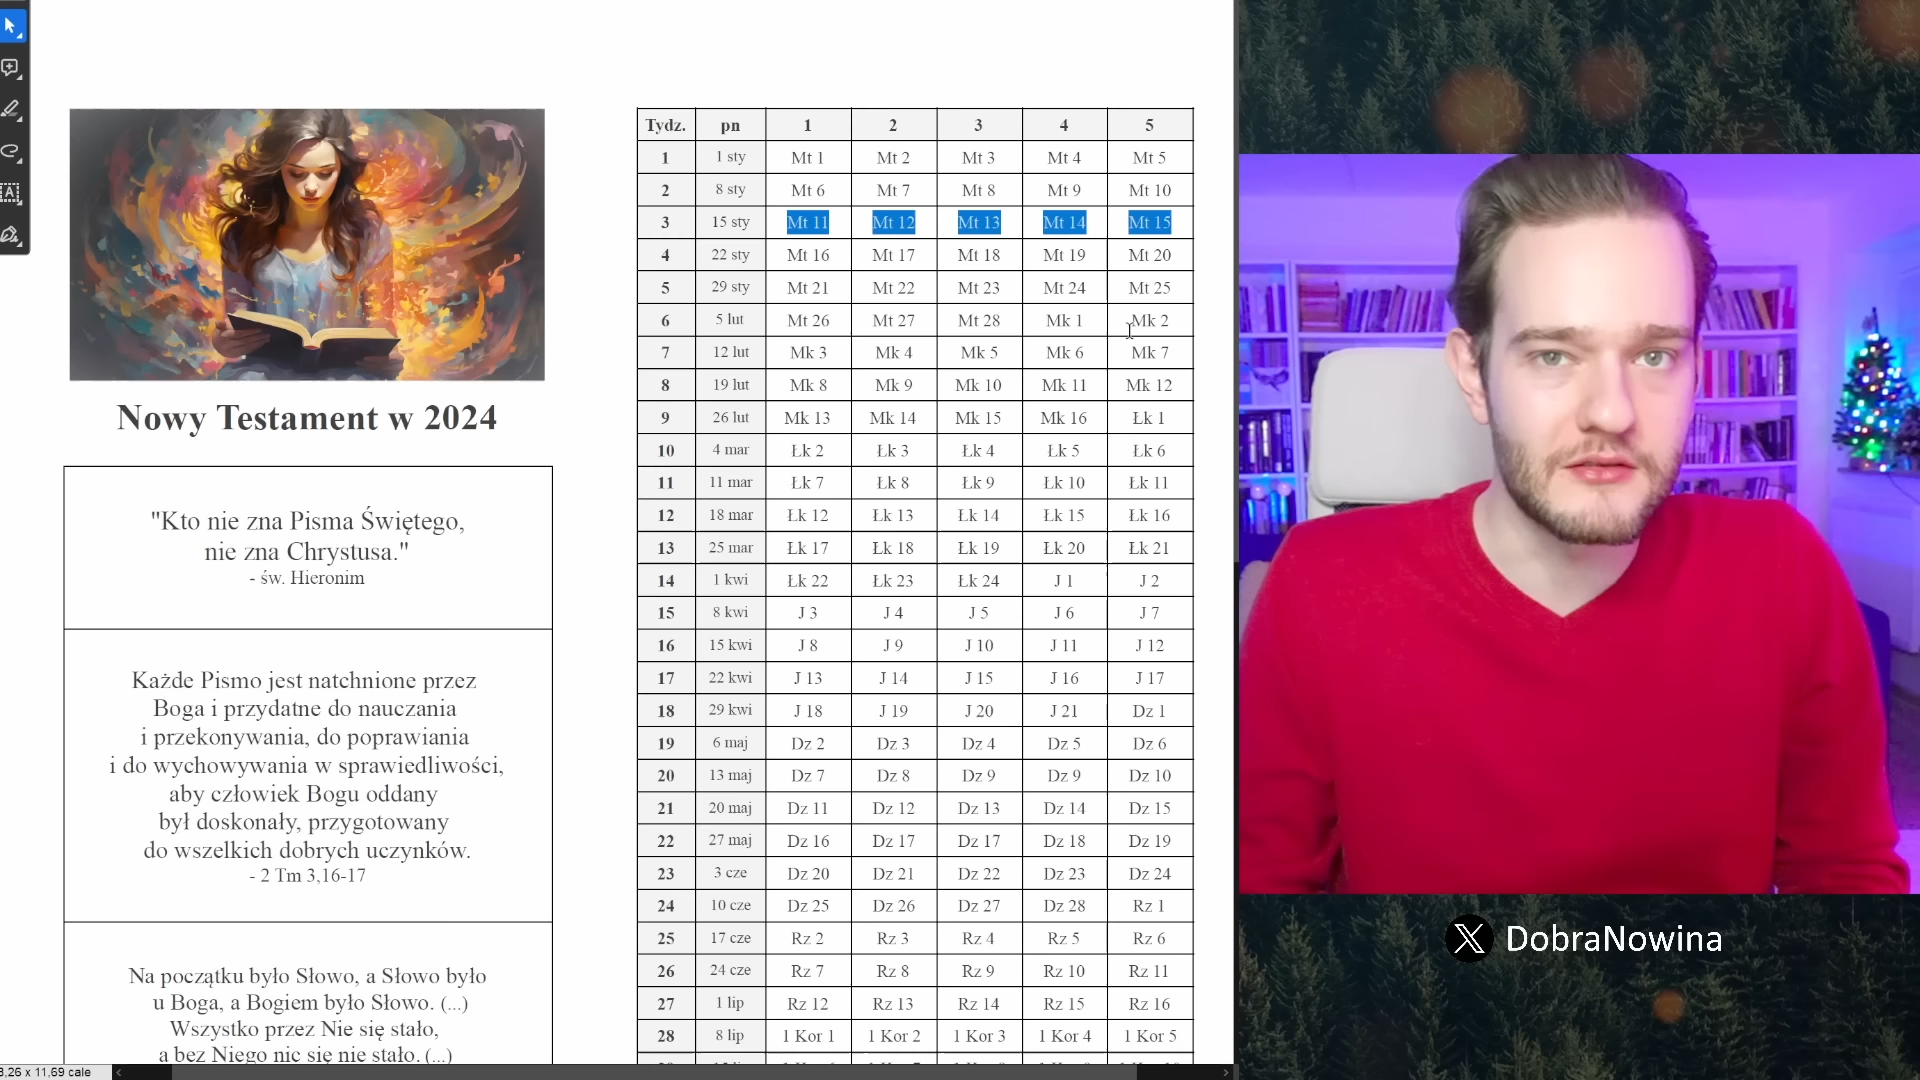 Nowy Testament w 2024
"Kto nie zna Pisma Świętego,
nie zna Chrystusa."
- św. Hieronim
Każde Pismo jest natchnione przez
Boga i przydatne do nauczania
i przekonywania, do poprawiania
i do wychowywania w sprawiedliwości,
aby człowiek Bogu oddany
był doskonały, przygotowany
do wszelkich dobrych uczynków.
- 2 Tm 3,16-17
Na początku było Słowo, a Słowo było
u Boga, a Bogiem było Słowo. (...)
Wszystko przez Nie się stało,
a bez Niego nic się nie stało. (...)
Tydz. pn 1 2 3 4 5
1 1 sty Mt 1 Mt 2 Mt 3 Mt 4 Mt 5
2 8 sty Mt 6 Mt 7 Mt 8 Mt 9 Mt 10
3 15 sty Mt 11 Mt 12 Mt 13 Mt 14 Mt 15
4 22 sty Mt 16 Mt 17 Mt 18 Mt 19 Mt 20
5 29 sty Mt 21 Mt 22 Mt 23 Mt 24 Mt 25
6 5 lut Mt 26 Mt 27 Mt 28 Mk 1 Mk 2
7 12 lut Mk 3 Mk 4 Mk 5 Mk 6 Mk 7
8 19 lut Mk 8 Mk 9 Mk 10 Mk 11 Mk 12
9 26 lut Mk 13 Mk 14 Mk 15 Mk 16 Łk 1
10 4 mar Łk 2 Łk 3 Łk 4 Łk 5 Łk 6
11 11 mar Łk 7 Łk 8 Łk 9 Łk 10 Łk 11
12 18 mar Łk 12 Łk 13 Łk 14 Łk 15 Łk 16
13 25 mar Łk 17 Łk 18 Łk 19 Łk 20 Łk 21
14 1 kwi Łk 22 Łk 23 Łk 24 J 1 J 2
15 8 kwi J 3 J 4 J 5 J 6 J 7
16 15 kwi J 8 J 9 J 10 J 11 J 12
17 22 kwi J 13 J 14 J 15 J 16 J 17
18 29 kwi J 18 J 19 J 20 J 21 Dz 1
19 6 maj Dz 2 Dz 3 Dz 4 Dz 5 Dz 6
20 13 maj Dz 7 Dz 8 Dz 9 Dz 9 Dz 10
21 20 maj Dz 11 Dz 12 Dz 13 Dz 14 Dz 15
22 27 maj Dz 16 Dz 17 Dz 17 Dz 18 Dz 19
23 3 cze Dz 20 Dz 21 Dz 22 Dz 23 Dz 24
24 10 cze Dz 25 Dz 26 Dz 27 Dz 28 Rz 1
25 17 cze Rz 2 Rz 3 Rz 4 Rz 5 Rz 6
26 24 cze Rz 7 Rz 8 Rz 9 Rz 10 Rz 11
27 1 lip Rz 12 Rz 13 Rz 14 Rz 15 Rz 16
28 8 lip 1 Kor 1 1 Kor 2 1 Kor 3 1 Kor 4 1 Kor 5
DobraNowina
11,69 cale